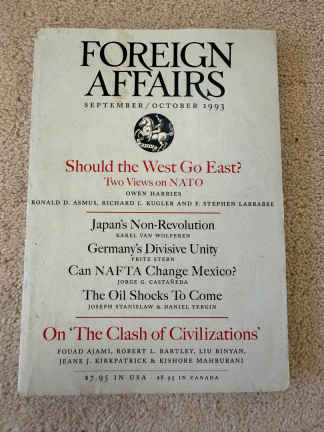 FOREIGN
AFFAIRS
SEPTEMBER/OCTOBER 1993
Should the West Go East?
Two Views on NATO
OWEN HARRIES
RONALD D. ASMUS, RICHARD L. KUGLER AND F. STEPHEN LARRABEE
Japan's Non-Revolution
KAREL VAN WOLFEREN
Germany's Divisive Unity
FRITZ STERN
Can NAFTA Change Mexico?
JORGE G. CASTAÑEDA
The Oil Shocks To Come
JOSEPH STANISLAW & DANIEL YERGIN
On 'The Clash of Civilizations'
FOUAD AJAMI, ROBERT L. BARTLEY, LIU BINYAN,
JEANE J. KIRKPATRICK & KISHORE MAHBUBANI
$7.95 IN USA · $8.95 IN CANADA